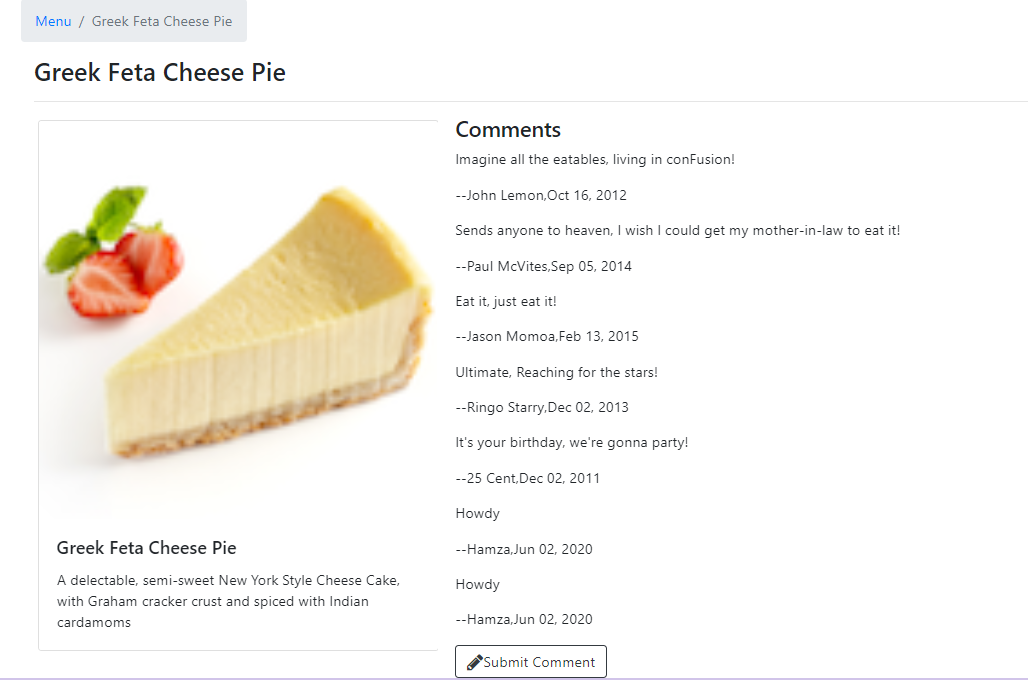 Menu / Greek Feta Cheese Pie
Greek Feta Cheese Pie
Greek Feta Cheese Pie
A delectable, semi-sweet New York Style Cheese Cake,
with Graham cracker crust and spiced with Indian
cardamoms
Comments
Imagine all the eatables, living in conFusion!
--John Lemon,Oct 16, 2012
Sends anyone to heaven, I wish I could get my mother-in-law to eat it!
--Paul McVites,Sep 05, 2014
Eat it, just eat it!
--Jason Momoa,Feb 13, 2015
Ultimate, Reaching for the stars!
--Ringo Starry,Dec 02, 2013
It's your birthday, we're gonna party!
--25 Cent,Dec 02, 2011
Howdy
--Hamza,Jun 02, 2020
Howdy
--Hamza,Jun 02, 2020
Submit Comment